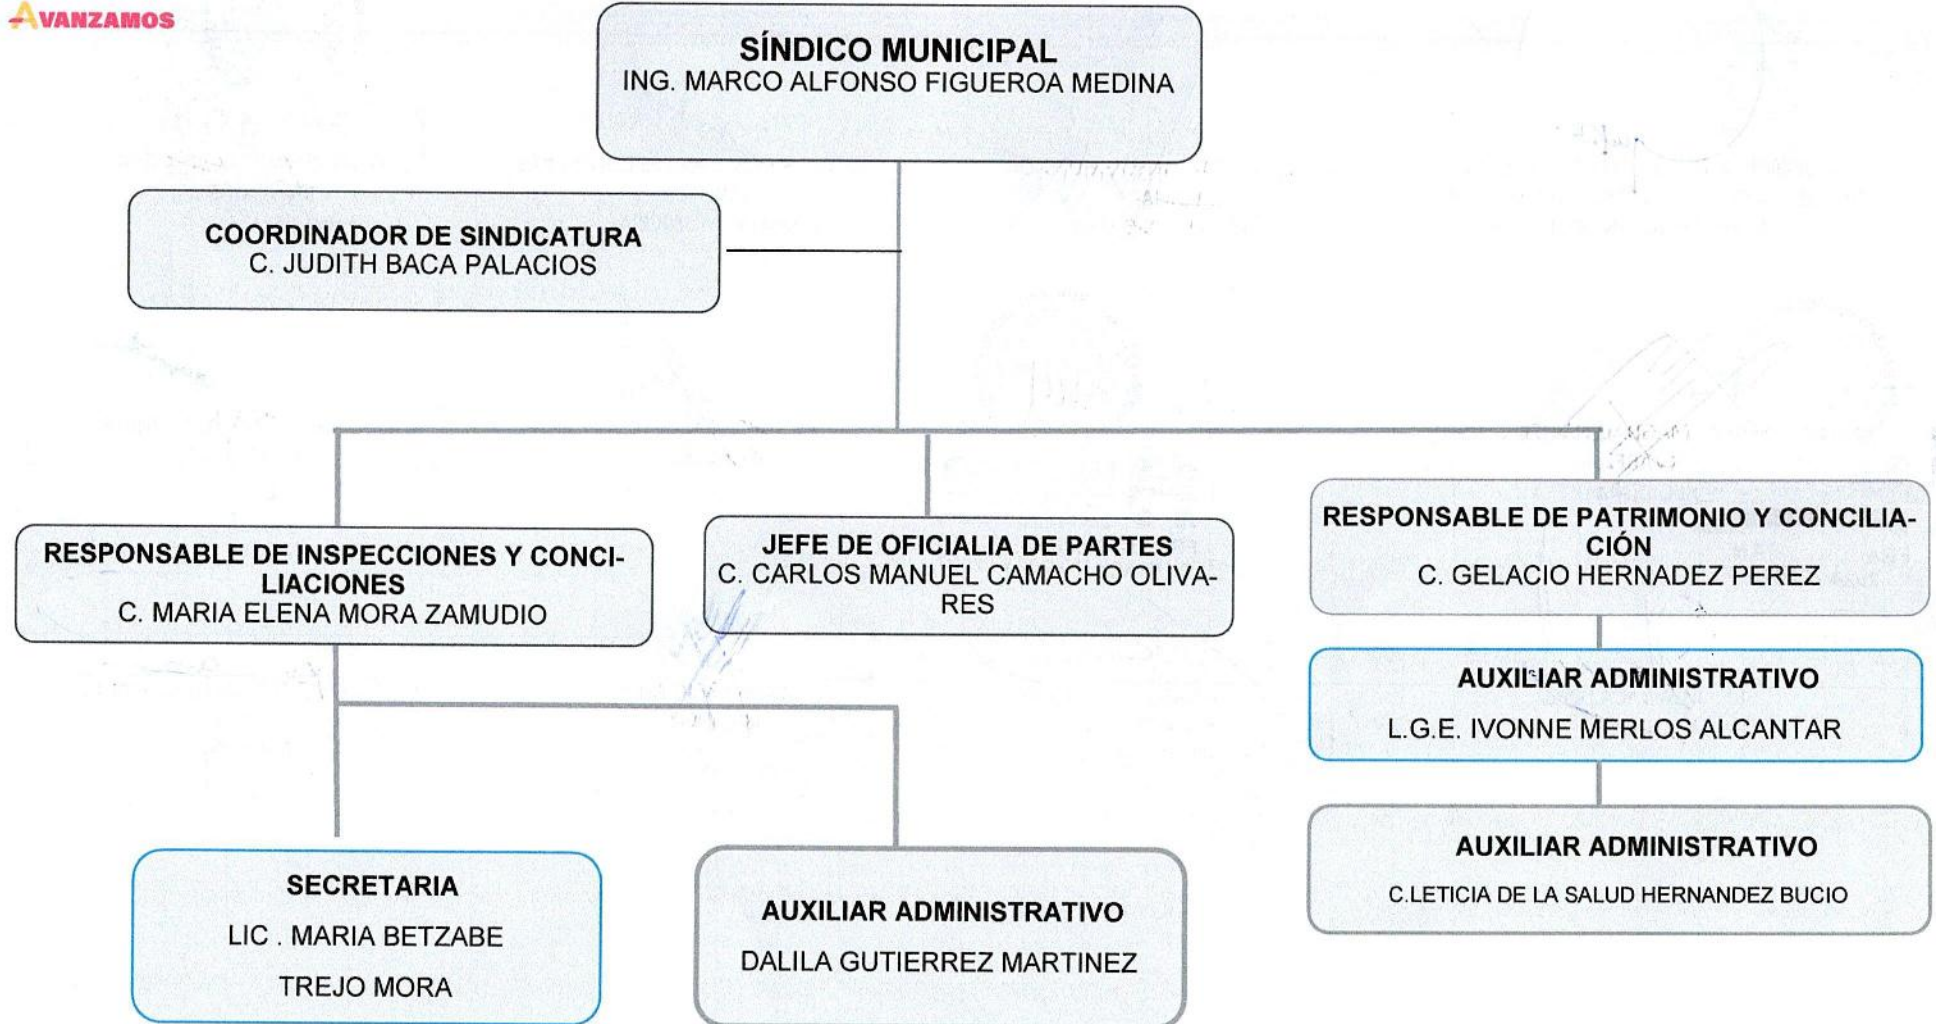 AVANZAMOS
SÍNDICO MUNICIPAL
ING. MARCO ALFONSO FIGUEROA MEDINA
COORDINADOR DE SINDICATURA
C. JUDITH BACA PALACIOS
RESPONSABLE DE INSPECCIONES Y CONCI-
LIACIONES
C. MARIA ELENA MORA ZAMUDIO
JEFE DE OFICIALIA DE PARTES
C. CARLOS MANUEL CAMACHO OLIVA-
RES
RESPONSABLE DE PATRIMONIO Y CONCILIA-
CIÓN
C. GELACIO HERNADEZ PEREZ
AUXILIAR ADMINISTRATIVO
L.G.E. IVONNE MERLOS ALCANTAR
AUXILIAR ADMINISTRATIVO
C.LETICIA DE LA SALUD HERNANDEZ BUCIO
SECRETARIA
LIC . MARIA BETZABE
TREJO MORA
AUXILIAR ADMINISTRATIVO
DALILA GUTIERREZ MARTINEZ